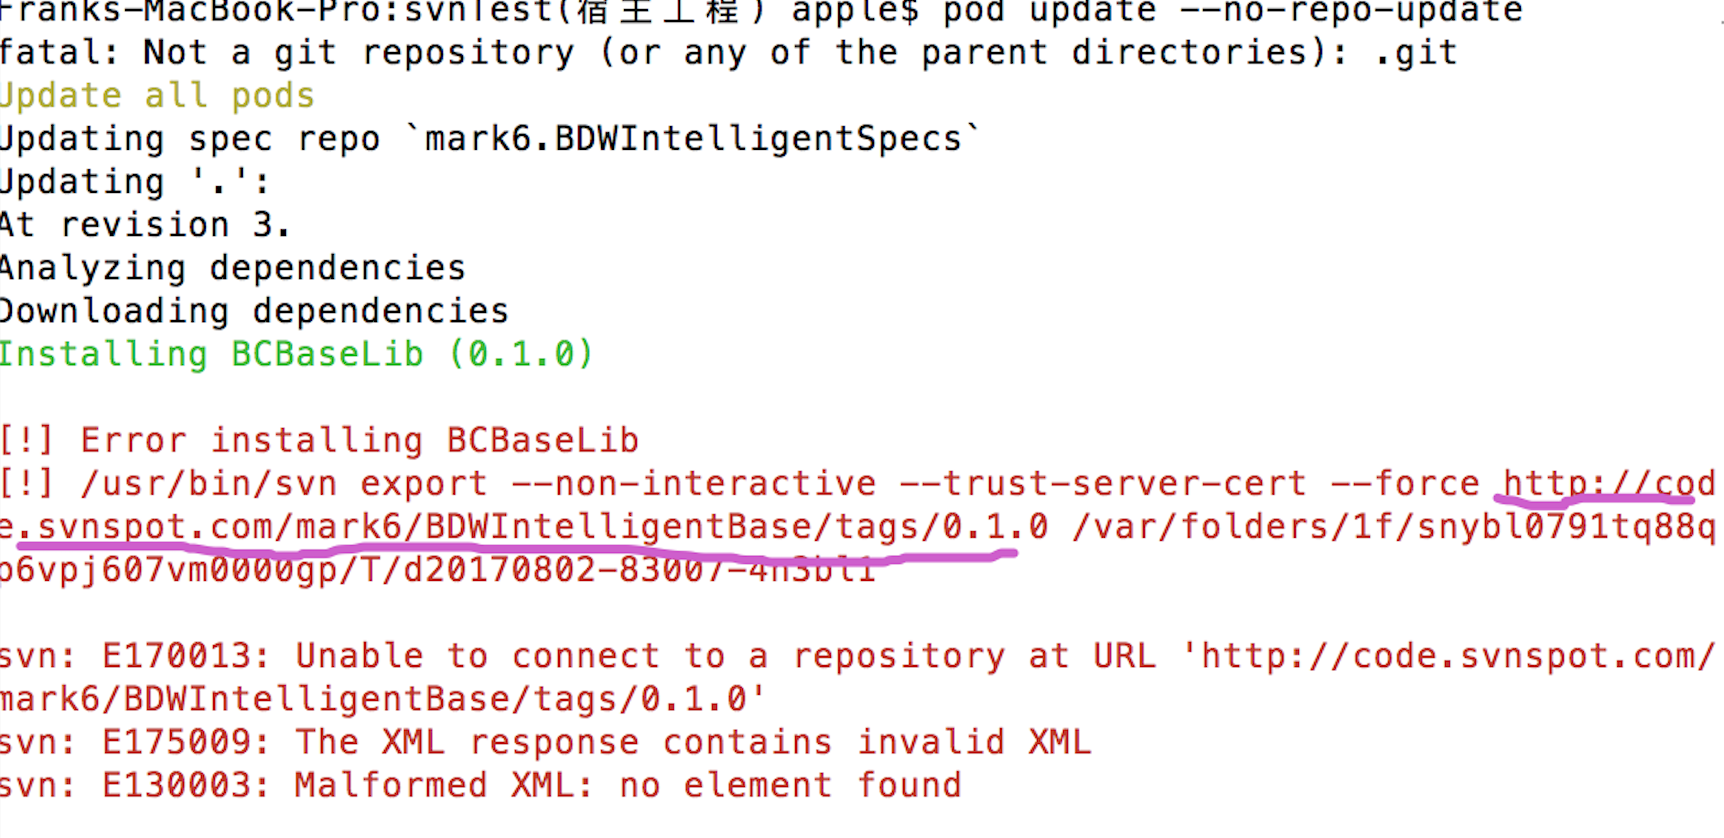 Franks-MacBook-Pro:svnTest(宿主工程) apple$ pod update --no-repo-update
fatal: Not a git repository (or any of the parent directories): .git
Update all pods
Updating spec repo `mark6.BDWIntelligentSpecs`
Updating '.':
At revision 3.
Analyzing dependencies
Downloading dependencies
Installing BCBaseLib (0.1.0)
[!] Error installing BCBaseLib
[!] /usr/bin/svn export --non-interactive --trust-server-cert --force http://cod
e.svnspot.com/mark6/BDWIntelligentBase/tags/0.1.0 /var/folders/1f/snybl0791tq88q
p6vpj607vm0000gp/T/d20170802-83007-4n3bl1
svn: E170013: Unable to connect to a repository at URL 'http://code.svnspot.com/
mark6/BDWIntelligentBase/tags/0.1.0'
svn: E175009: The XML response contains invalid XML
svn: E130003: Malformed XML: no element found